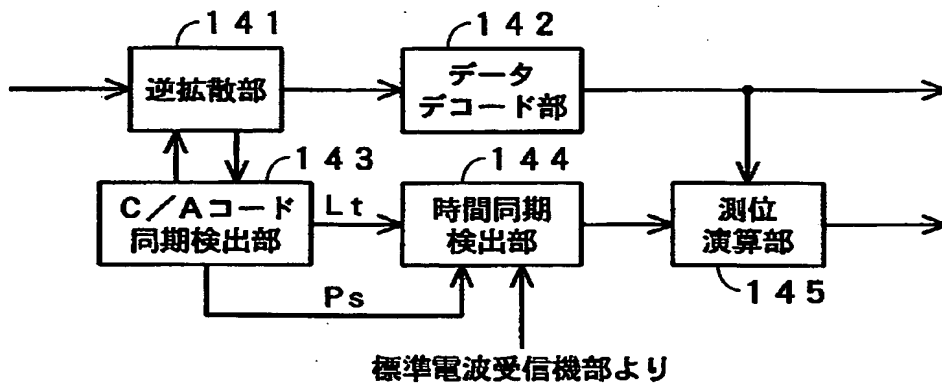 141
142
逆拡散部
データ
デコード部
143
144
C/Aコード
同期検出部
Lt
時間同期
検出部
測位
演算部
145
Ps
標準電波受信機部より